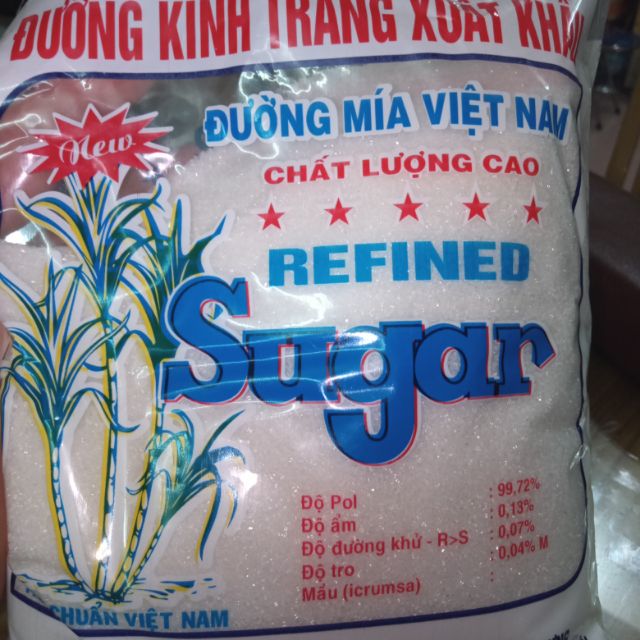 ĐƯỜNG KÍNH TRẮNG XUẤT KHẨU
New
ĐƯỜNG MÍA VIỆT NAM
CHẤT LƯỢNG CAO
REFINED
Sugar
Độ Pol : 99,72%
Độ ẩm : 0,13%
Độ đường khử - R>S : 0,07%
Độ tro : 0,04% M
Mẩu (icrumsa) :
CHUẨN VIỆT NAM